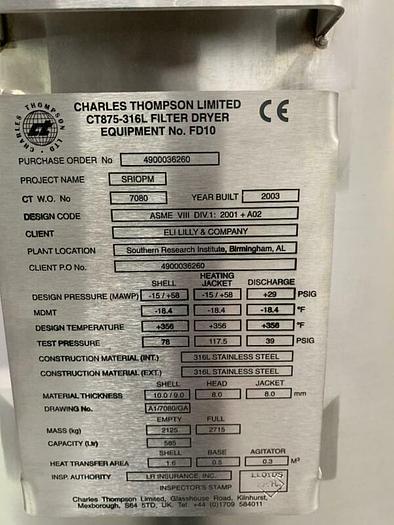 CHARLES THOMPSON LIMITED
CT875-316L FILTER DRYER
EQUIPMENT No. FD10
CHARLES THOMPSON
ct
CE
PURCHASE ORDER No 4900036260
PROJECT NAME SRIOPM
CT W.O. No 7080 YEAR BUILT 2003
DESIGN CODE ASME VIII DIV.1: 2001 + A02
CLIENT ELI LILLY & COMPANY
PLANT LOCATION Southern Research Institute, Birmingham, AL
CLIENT P.O No. 4900036260
SHELL HEATING JACKET DISCHARGE
DESIGN PRESSURE (MAWP) -15 / +58 -15 / +58 +29 PSIG
MDMT -18.4 -18.4 -18.4 °F
DESIGN TEMPERATURE +356 +356 +356 °F
TEST PRESSURE 78 117.5 39 PSIG
CONSTRUCTION MATERIAL (INT.) 316L STAINLESS STEEL
CONSTRUCTION MATERIAL (EXT.) 316L STAINLESS STEEL
SHELL HEAD JACKET
MATERIAL THICKNESS 10.0 / 9.0 8.0 8.0 mm
DRAWING No. A1/7080/GA
EMPTY FULL
MASS (kg) 2125 2715
CAPACITY (Ltr) 585
SHELL BASE AGITATOR
HEAT TRANSFER AREA 1.6 0.5 0.3 M²
INSP. AUTHORITY LR INSURANCE, INC. LLOYDS
INSPECTOR'S STAMP
Charles Thompson Limited, Glasshouse Road, Kilnhurst,
Mexborough, S64 5TD, UK. Tel +44 (0)1709 584011